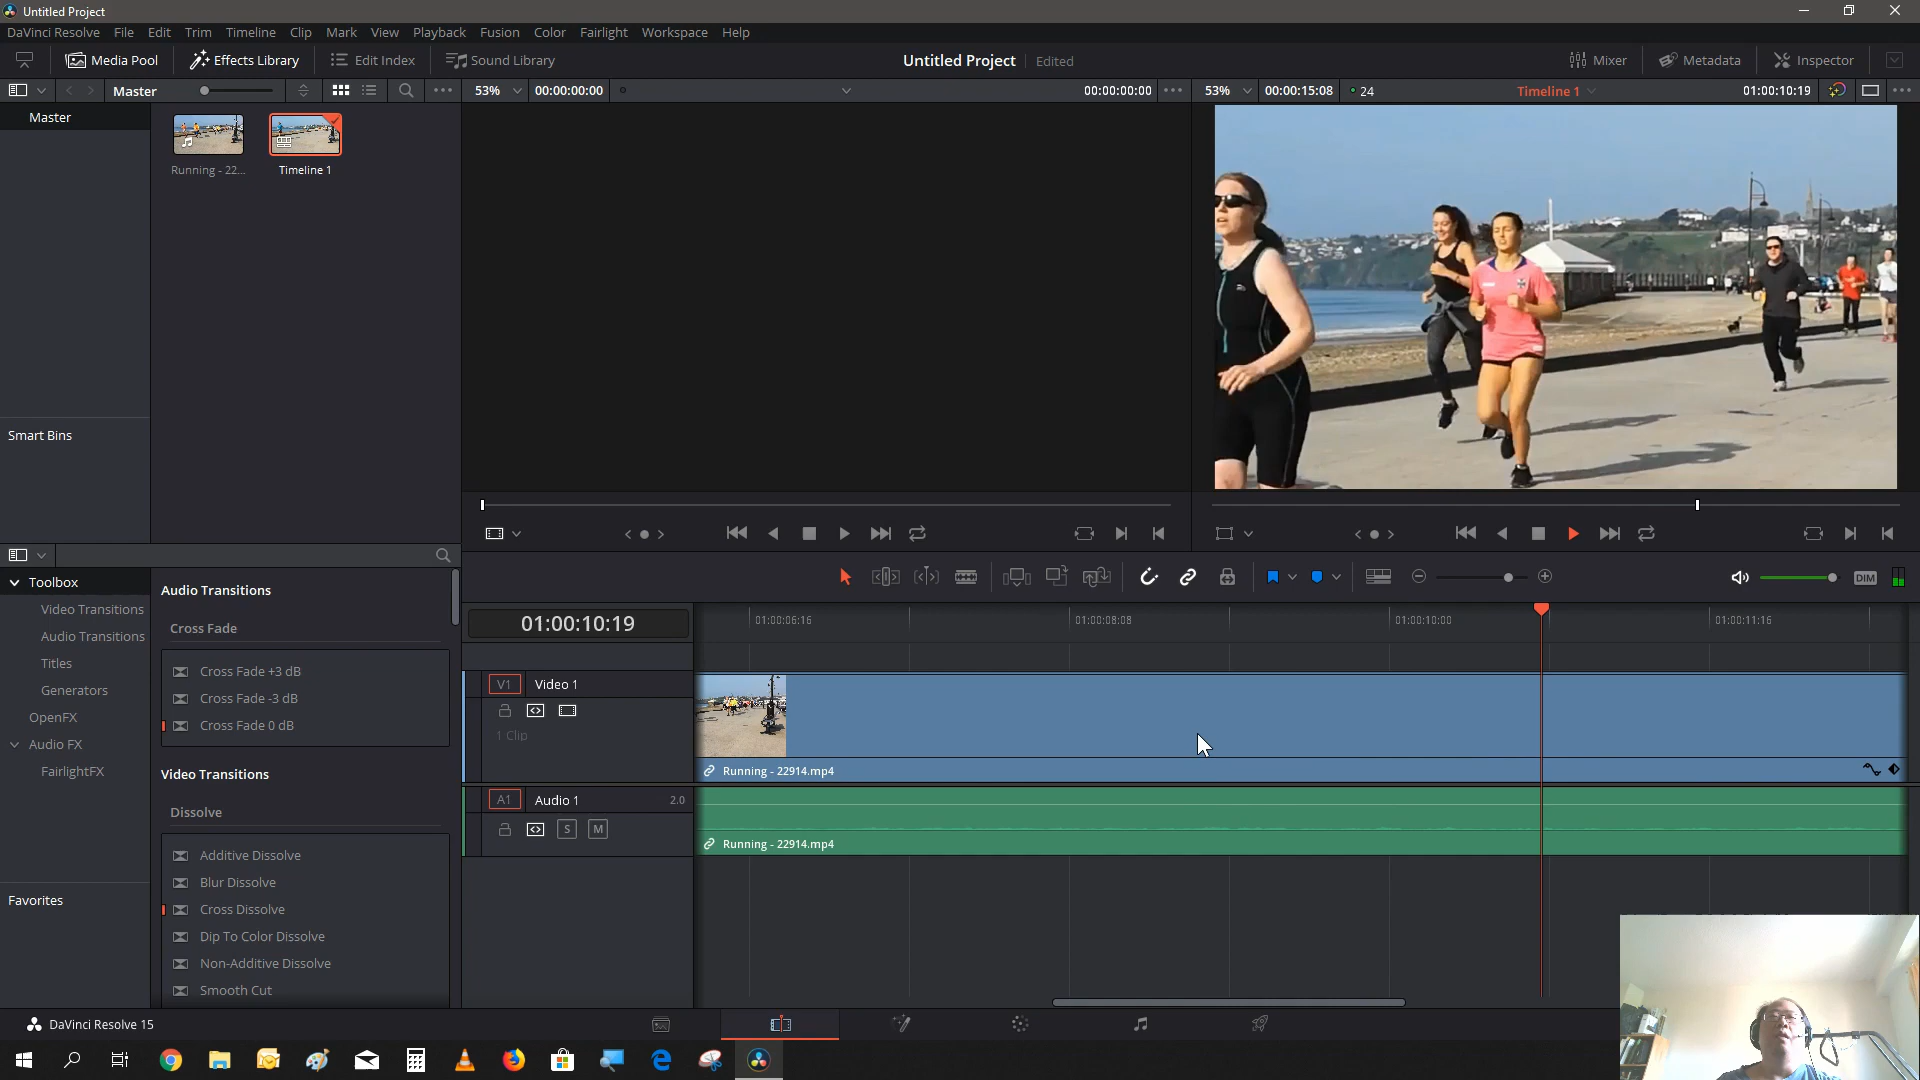 Untitled Project
DaVinci Resolve File Edit Trim Timeline Clip Mark View Playback Fusion Color Fairlight Workspace Help
Media Pool Effects Library Edit Index Sound Library Untitled Project Edited Mixer Metadata Inspector
Master 53% 00:00:00:00 00:00:00:00 53% 00:00:15:08 24 Timeline 1 01:00:10:19
Master
Running - 22... Timeline 1
Smart Bins
Toolbox
Video Transitions
Audio Transitions
Titles
Generators
OpenFX
Audio FX
FairlightFX
Favorites
Audio Transitions
Cross Fade
Cross Fade +3 dB
Cross Fade -3 dB
Cross Fade 0 dB
Video Transitions
Dissolve
Additive Dissolve
Blur Dissolve
Cross Dissolve
Dip To Color Dissolve
Non-Additive Dissolve
Smooth Cut
DIM
01:00:10:19 01:00:06:16 01:00:08:08 01:00:10:00 01:00:11:16
V1 Video 1
1 Clip
Running - 22914.mp4
A1 Audio 1 2.0
S M
Running - 22914.mp4
DaVinci Resolve 15